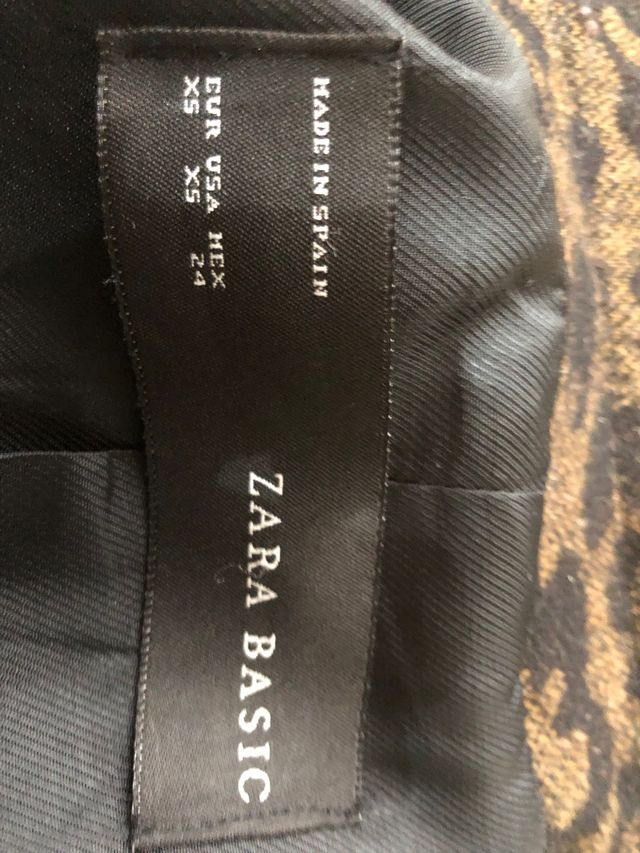 MADE IN SPAIN
EUR USA MEX
XS XS 24
ZARA BASIC